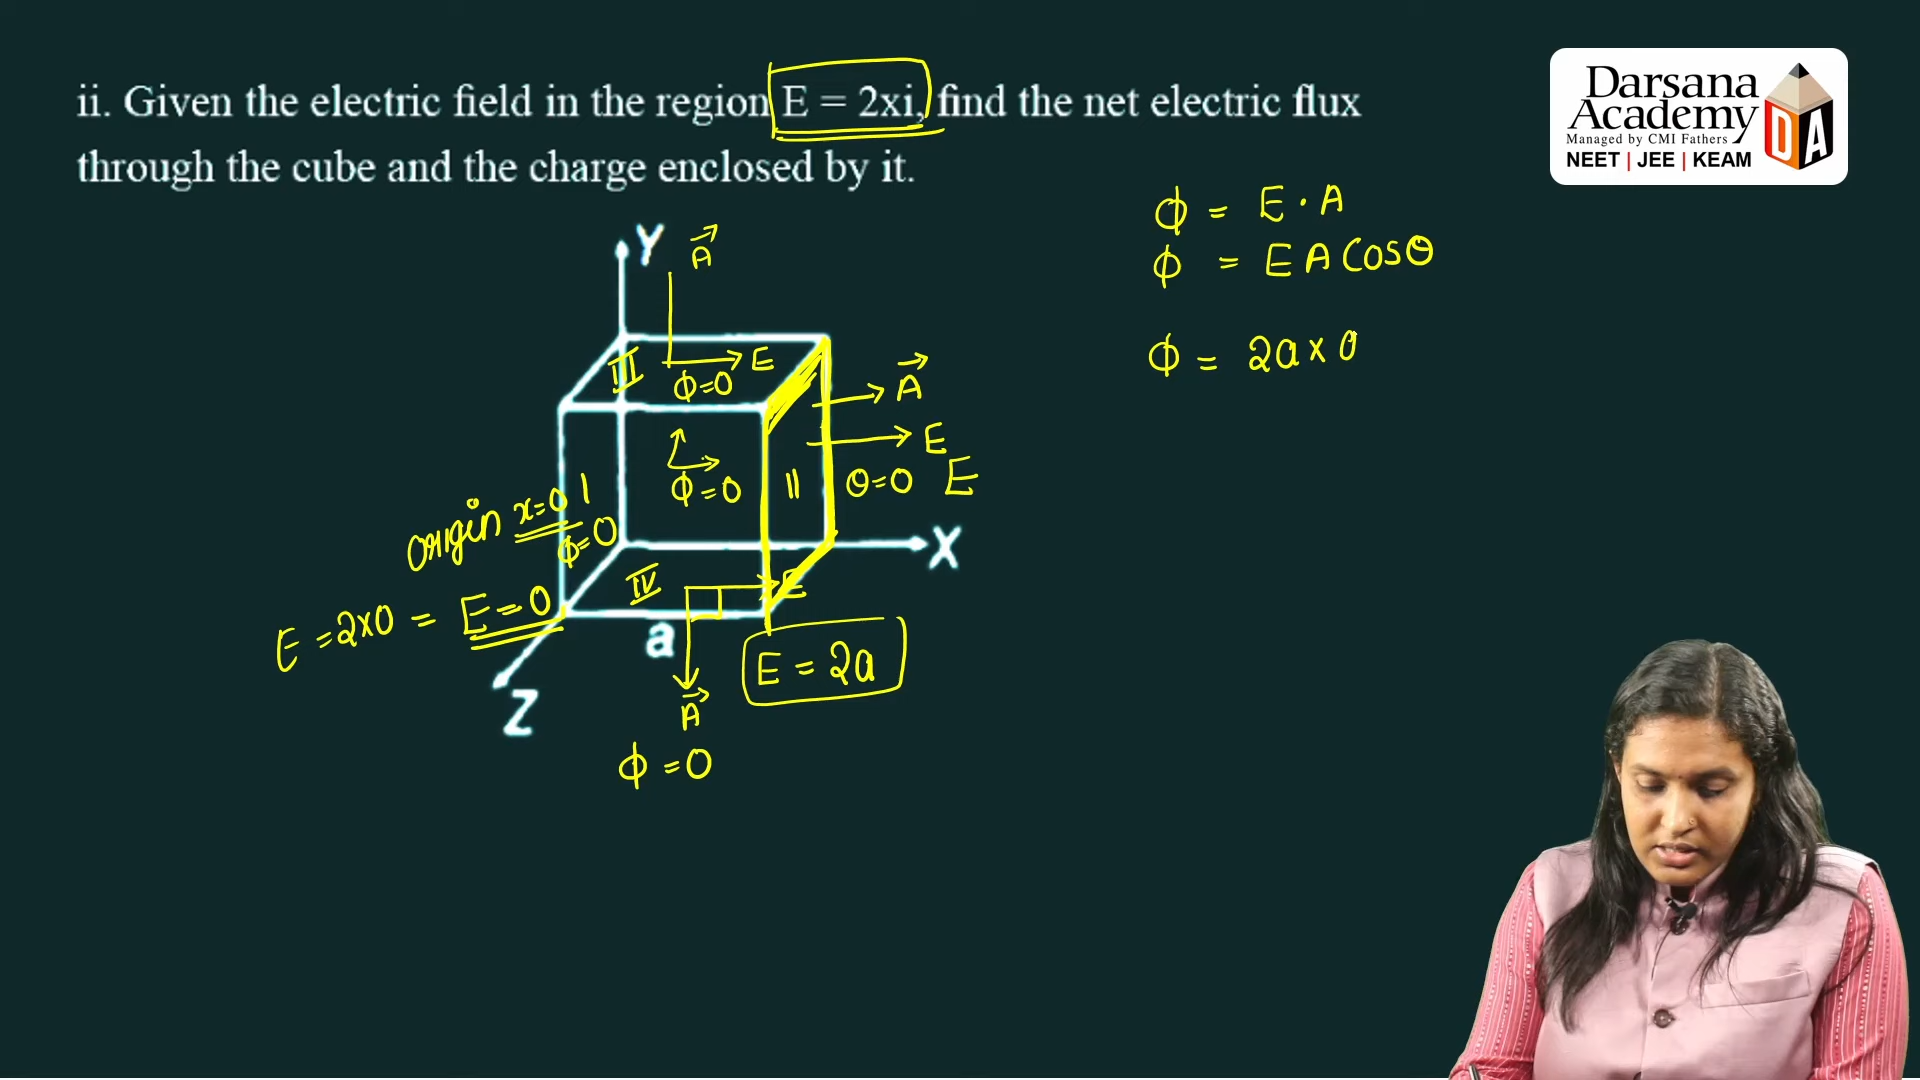 ii. Given the electric field in the region E = 2xi, find the net electric flux
through the cube and the charge enclosed by it.
Darsana
Academy
Managed by CMI Fathers
NEET | JEE | KEAM
DA
ϕ = E · A
ϕ = E A Cosθ
ϕ = 2a × a
Y
A⃗
III
E
ϕ=0
A⃗
E
ϕ=0
II
θ=0
E
origin x=0
I
ϕ=0
X
IV
E
E = 2×0 = E=0
a
E = 2a
Z
A⃗
ϕ = 0